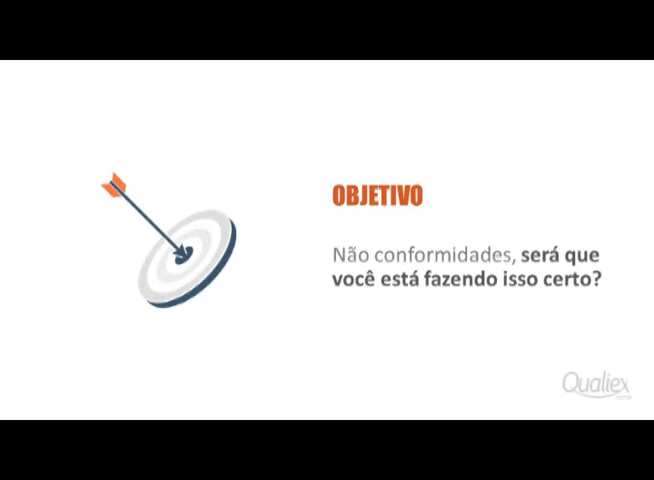 OBJETIVO
Não conformidades, será que
você está fazendo isso certo?
Qualiex